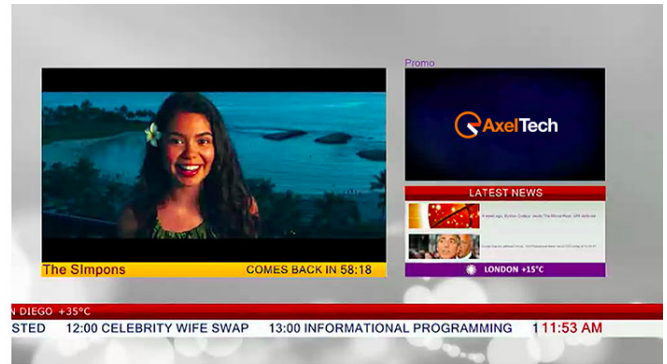 Promo
AxelTech
LATEST NEWS
The SImpons
COMES BACK IN 58:18
LONDON +15°C
N DIEGO +35°C
STED 12:00 CELEBRITY WIFE SWAP 13:00 INFORMATIONAL PROGRAMMING 1
11:53 AM